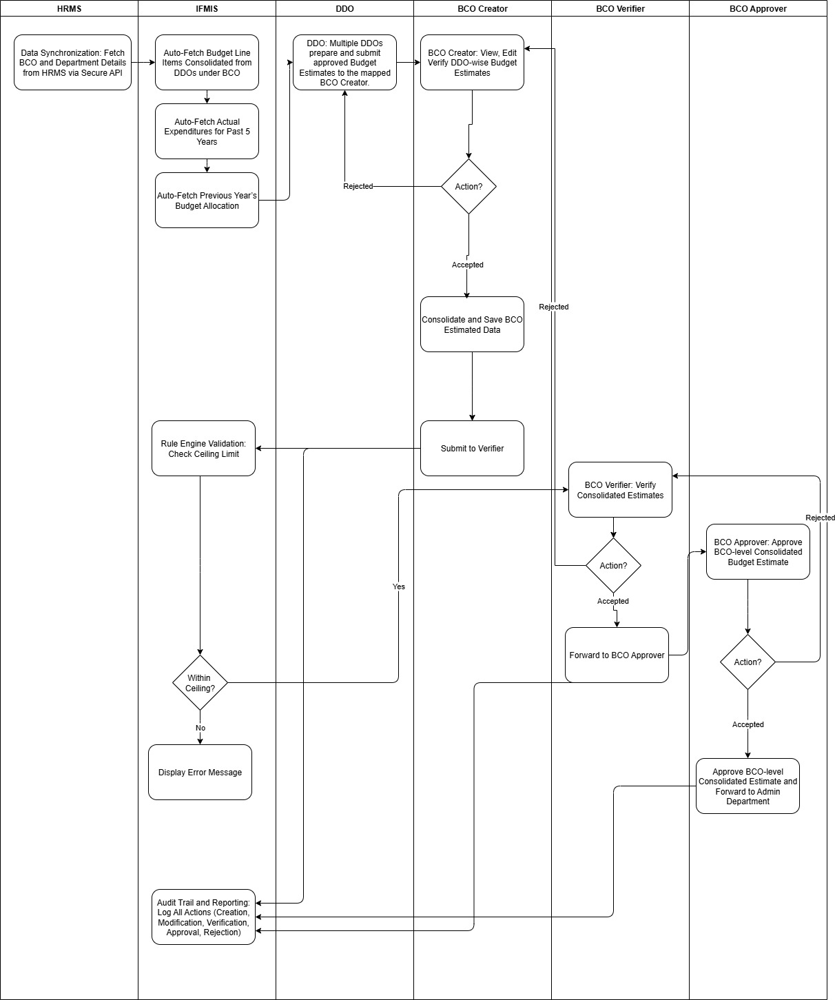 HRMS
IFMIS
DDO
BCO Creator
BCO Verifier
BCO Approver
Data Synchronization: Fetch
BCO and Department Details
from HRMS via Secure API
Auto-Fetch Budget Line
Items Consolidated from
DDOs under BCO
DDO: Multiple DDOs
prepare and submit
approved Budget
Estimates to the mapped
BCO Creator.
BCO Creator: View, Edit
Verify DDO-wise Budget
Estimates
Auto-Fetch Actual
Expenditures for Past 5
Years
Auto-Fetch Previous Year's
Budget Allocation
Rejected
Action?
Accepted
Rejected
Consolidate and Save BCO
Estimated Data
Rule Engine Validation:
Check Ceiling Limit
Submit to Verifier
BCO Verifier: Verify
Consolidated Estimates
Rejected
BCO Approver: Approve
BCO-level Consolidated
Budget Estimate
Action?
Yes
Accepted
Forward to BCO Approver
Action?
Within
Ceiling?
No
Accepted
Display Error Message
Approve BCO-level
Consolidated Estimate and
Forward to Admin
Department
Audit Trail and Reporting:
Log All Actions (Creation,
Modification, Verification,
Approval, Rejection)